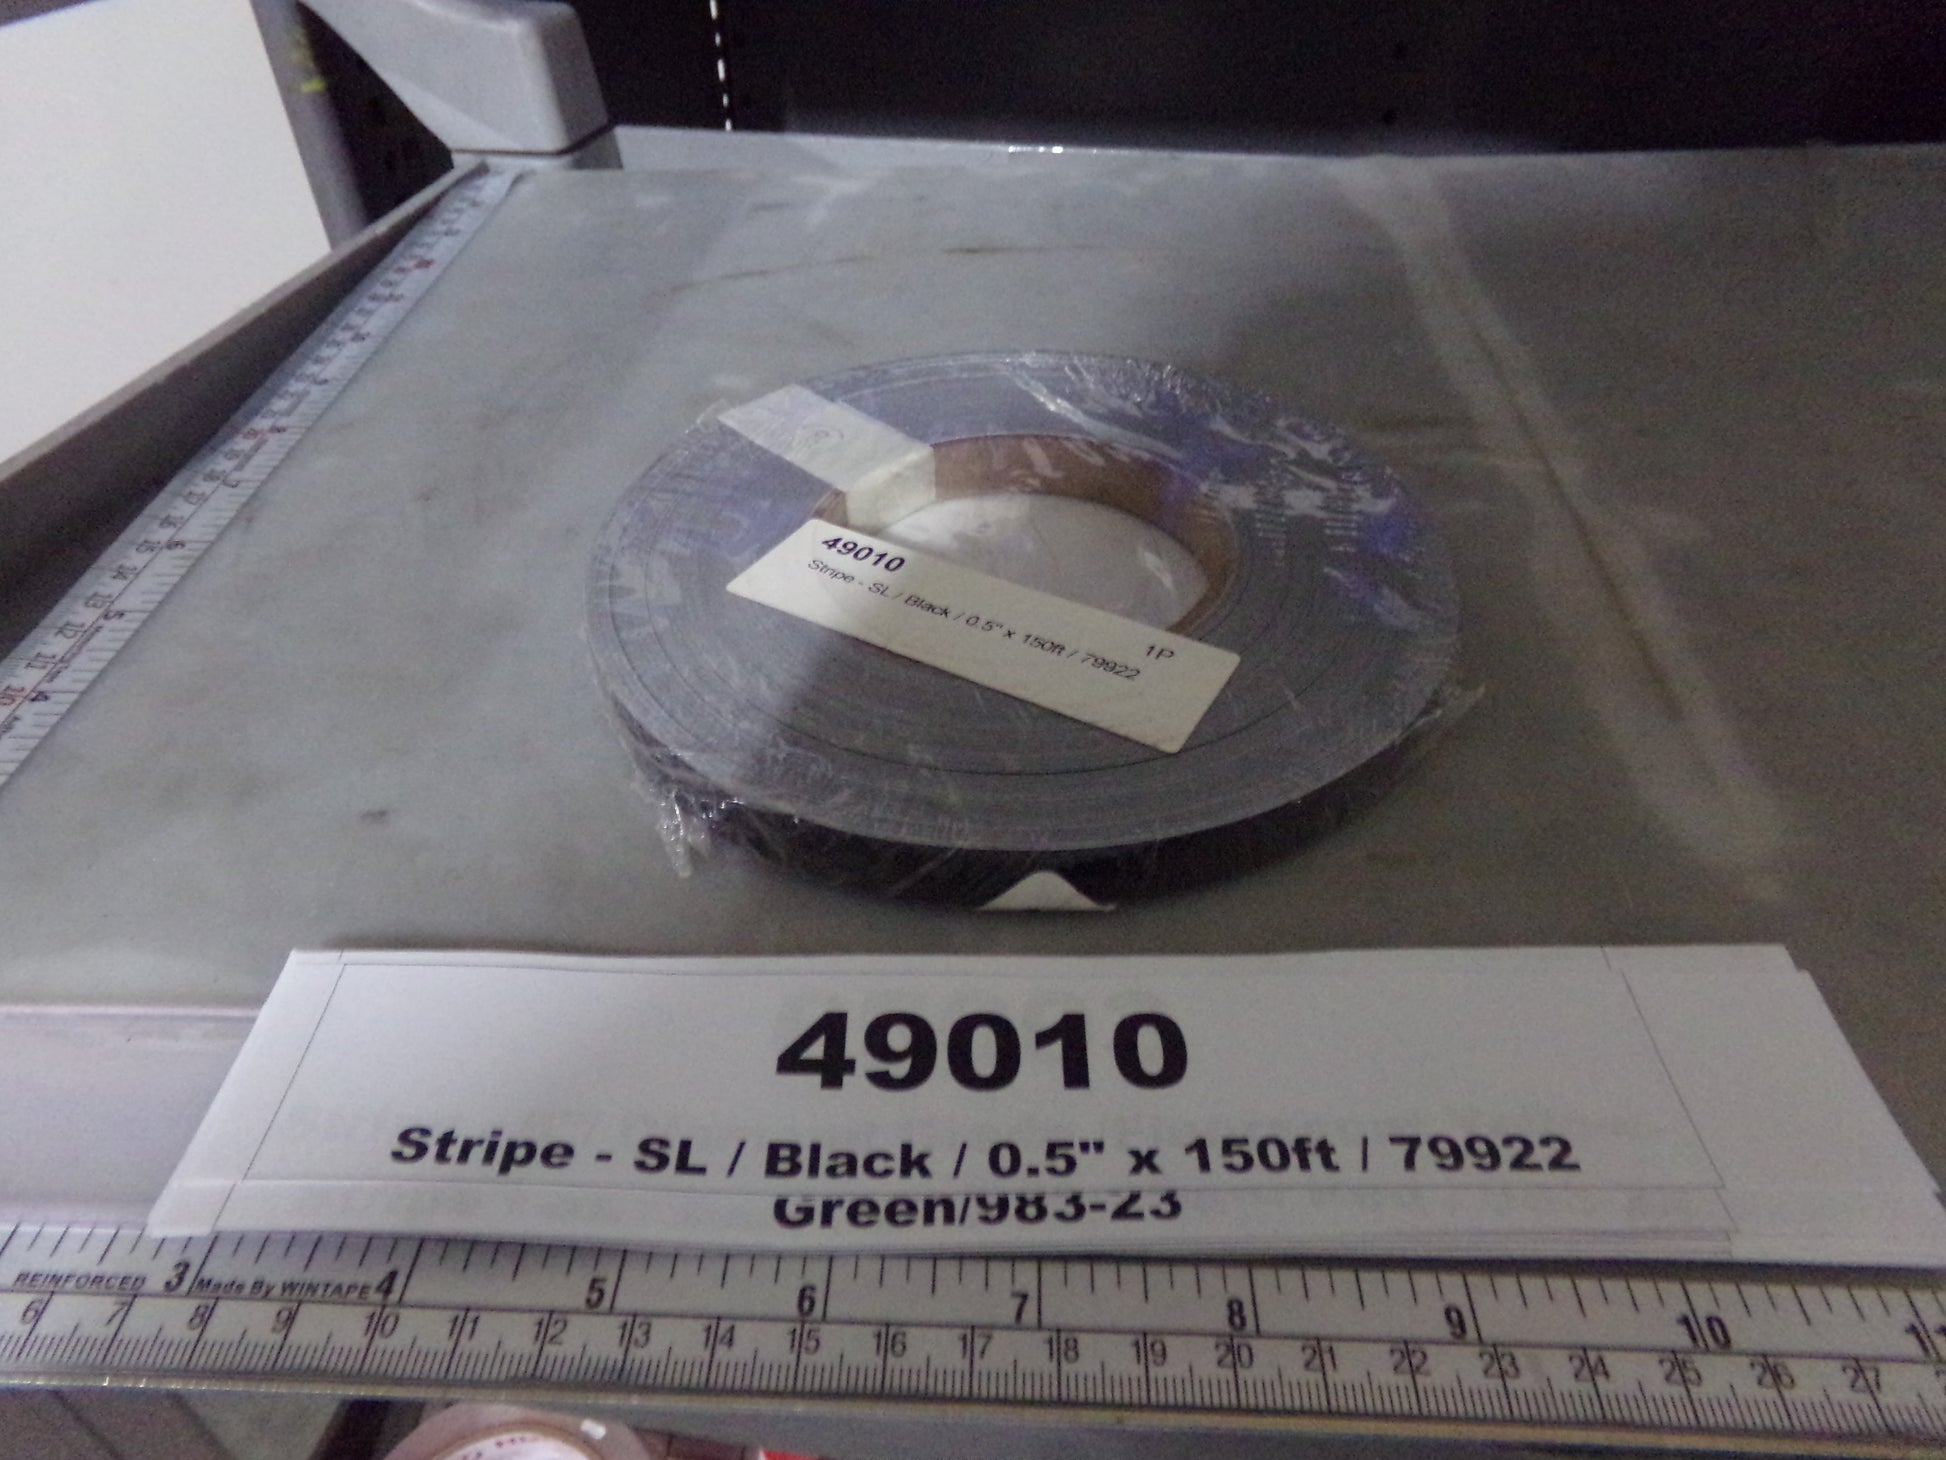 49010
Stripe - SL / Black / 0.5" x 150ft / 79922
1P
49010
Stripe - SL / Black / 0.5" x 150ft / 79922
Green/983-23
REINFORCED 3 Made By WINTAPE 4 5 6 7 8 9 10 11
6 7 8 9 10 11 12 13 14 15 16 17 18 19 20 21 22 23 24 25 26 27